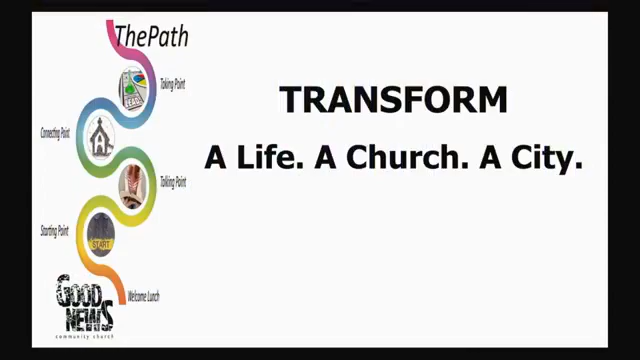 ThePath
Taking Point
Connecting Point
Talking Point
Starting Point
START
Welcome Lunch
GOOD
NEWS
community church
TRANSFORM
A Life. A Church. A City.